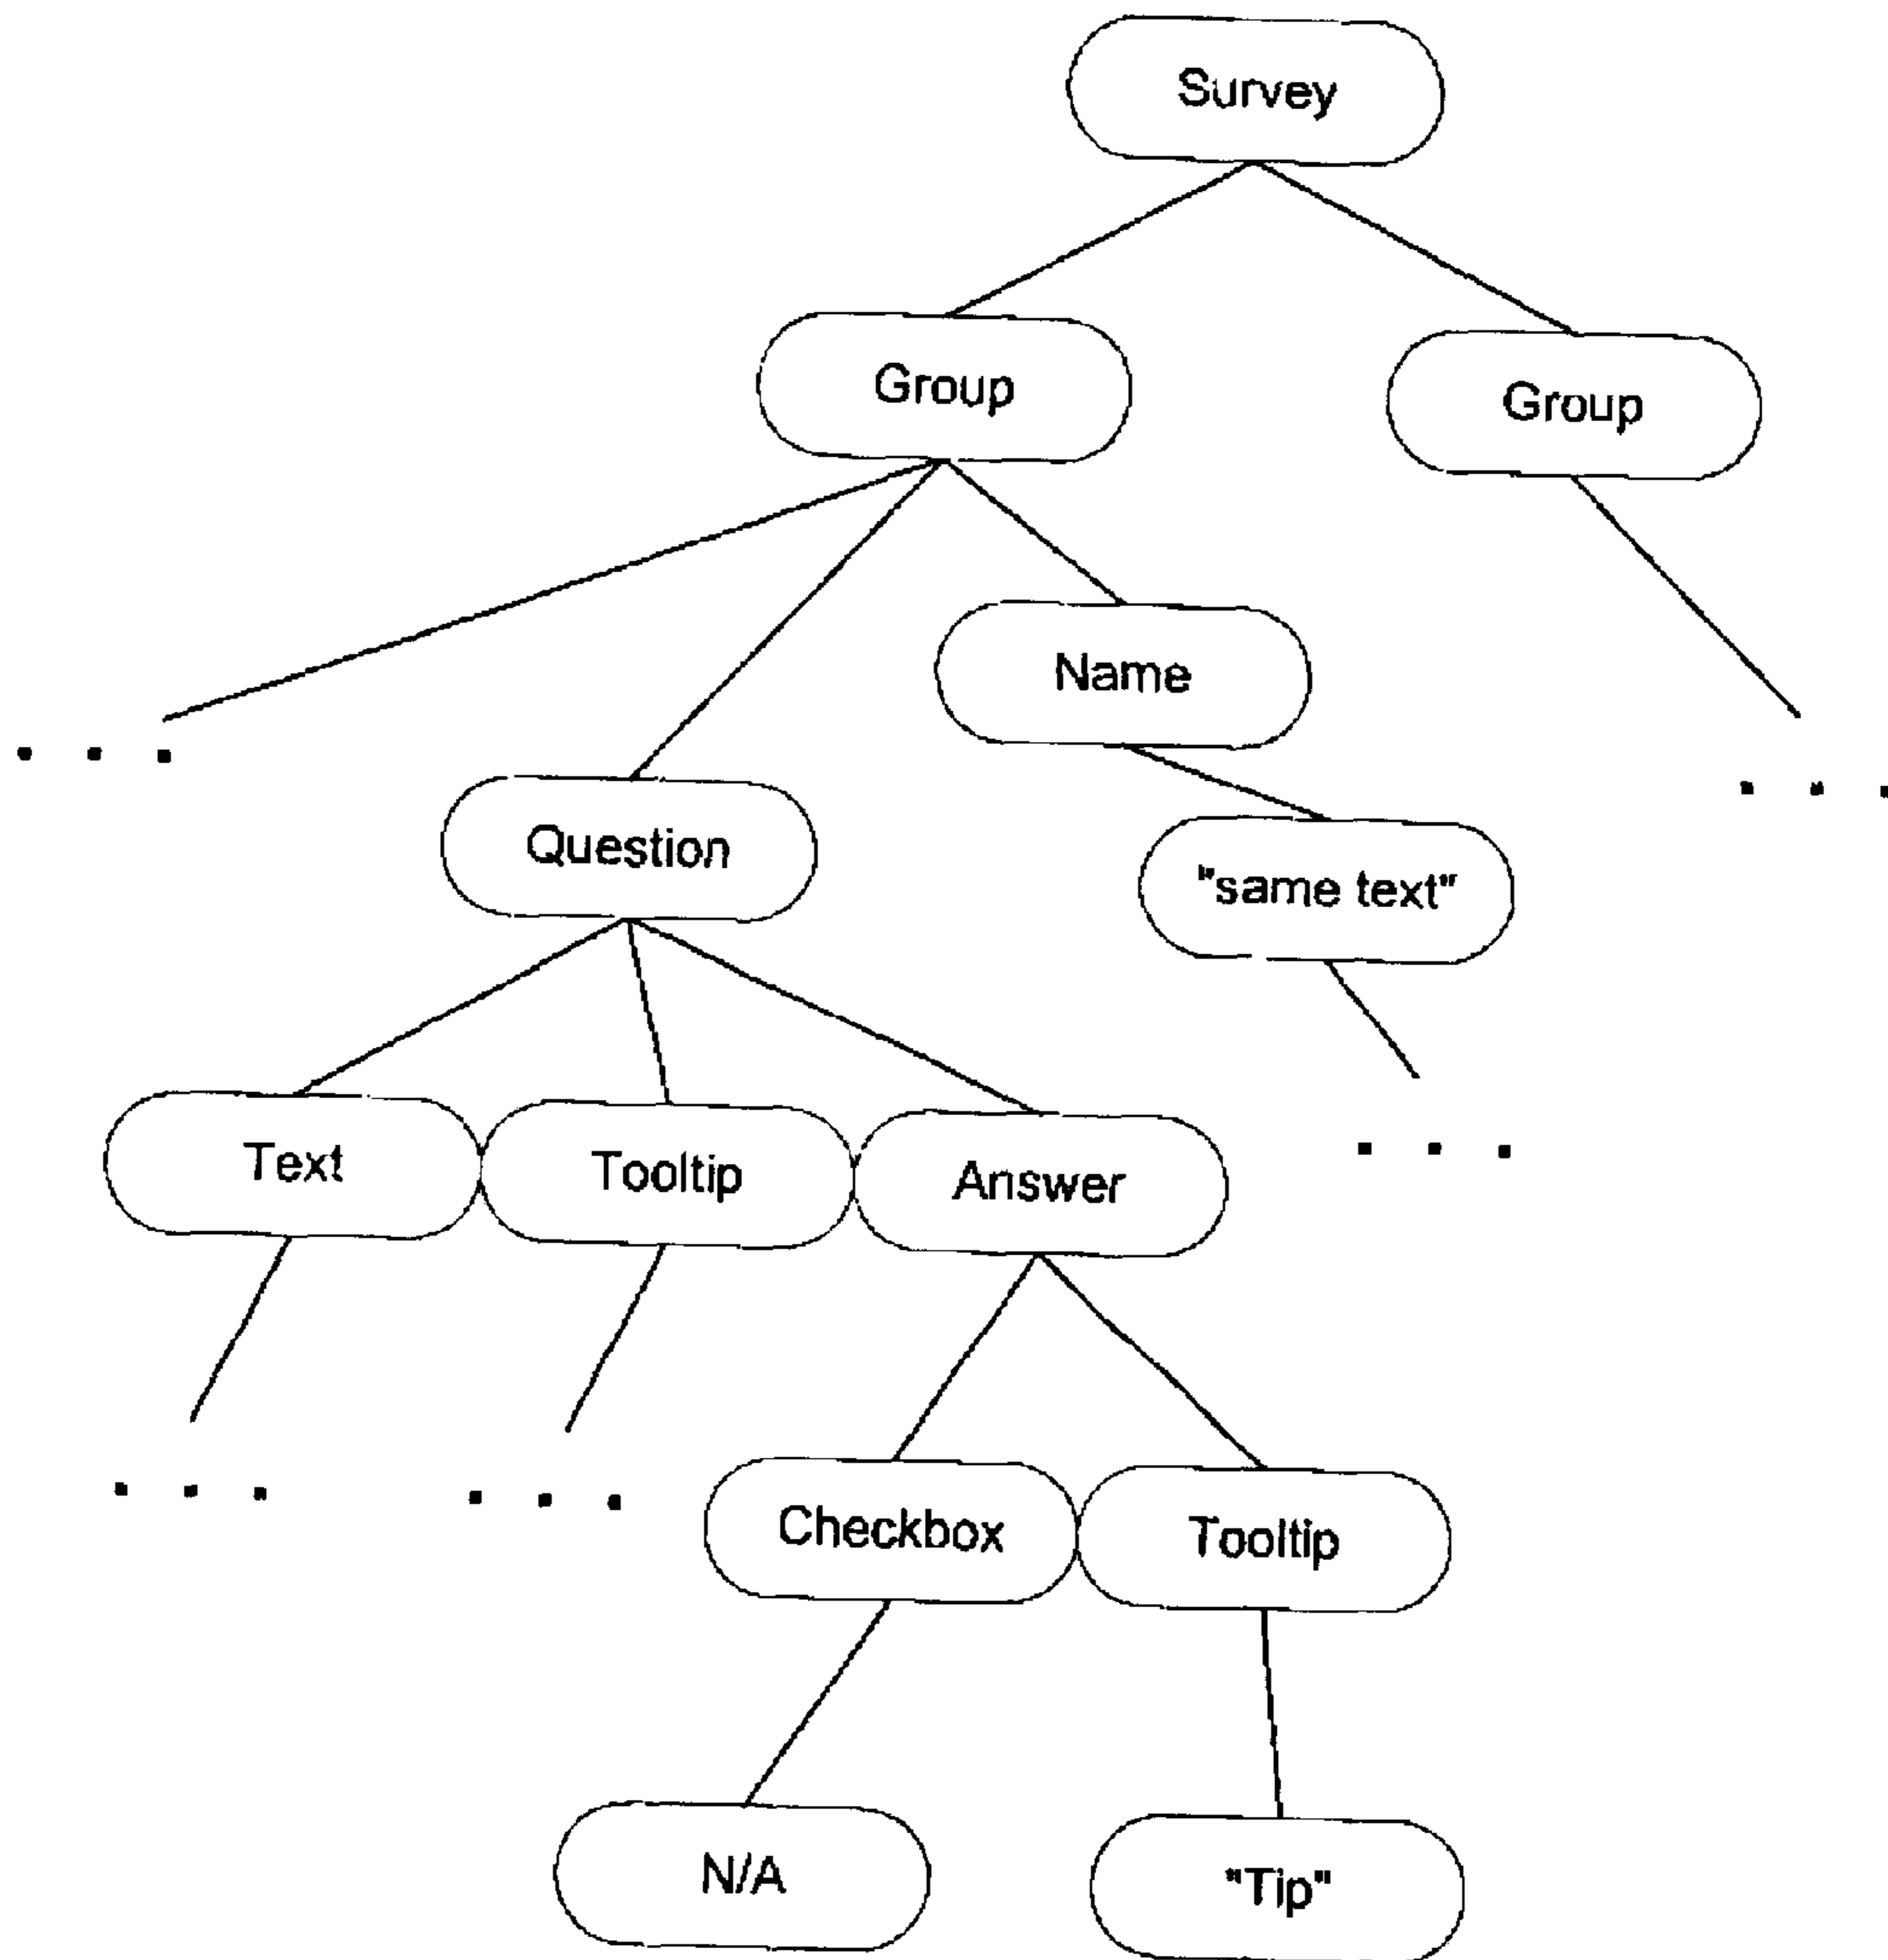 Survey
Group
Group
Name
. . .
. . .
Question
"same text"
. . .
Text
Tooltip
Answer
. . .
. . .
Checkbox
Tooltip
N/A
"Tip"